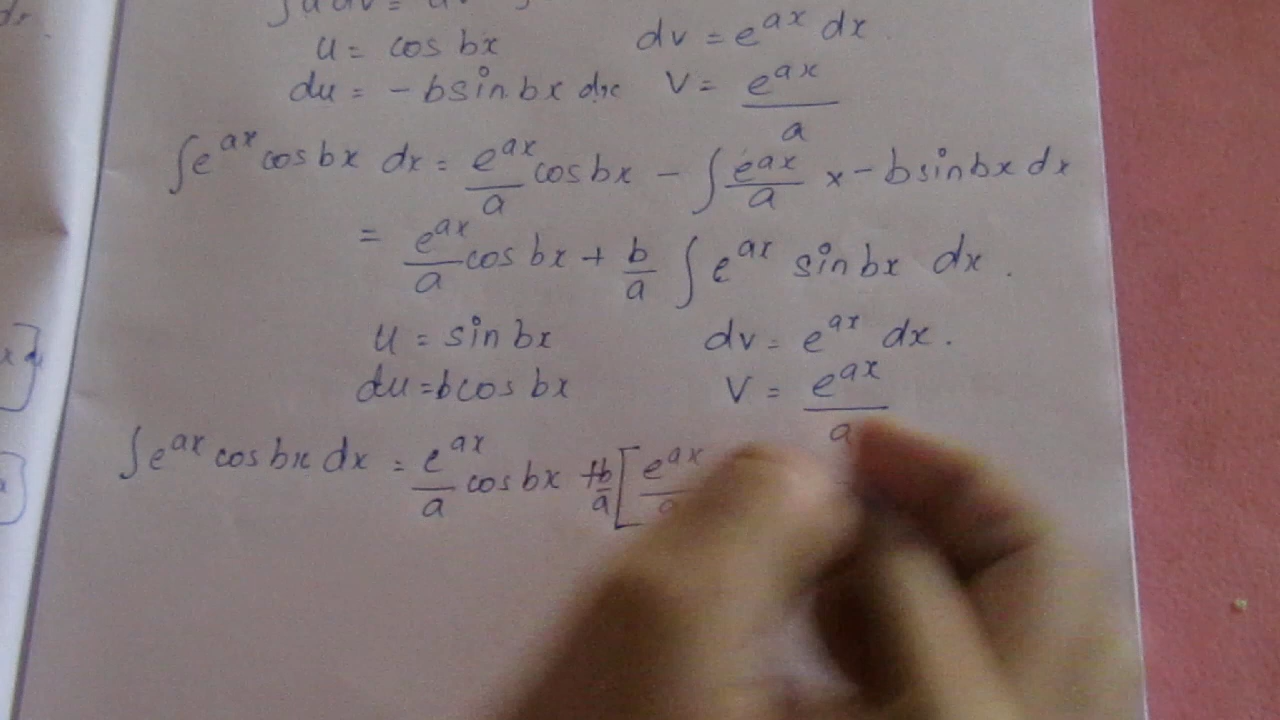 ∫u dv =
u = cos bx dv = e^ax dx.
du = -b sin bx dx v = e^ax/a
∫e^ax cos bx dx = e^ax/a cos bx - ∫ e^ax/a x -b sin bx dx
= e^ax/a cos bx + b/a ∫ e^ax sin bx dx.
u = sin bx dv = e^ax dx.
du = b cos bx v = e^ax/a
∫e^ax cos bx dx = e^ax/a cos bx + b/a [e^ax/a